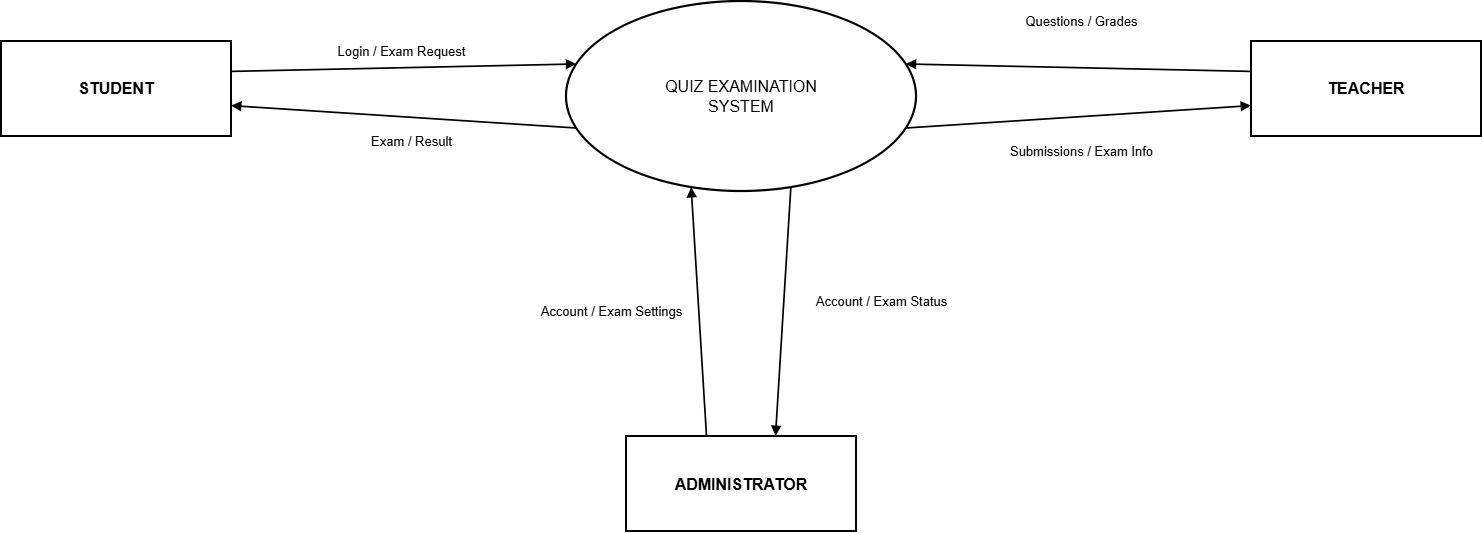 Questions / Grades
Login / Exam Request
STUDENT
QUIZ EXAMINATION
SYSTEM
TEACHER
Exam / Result
Submissions / Exam Info
Account / Exam Settings
Account / Exam Status
ADMINISTRATOR